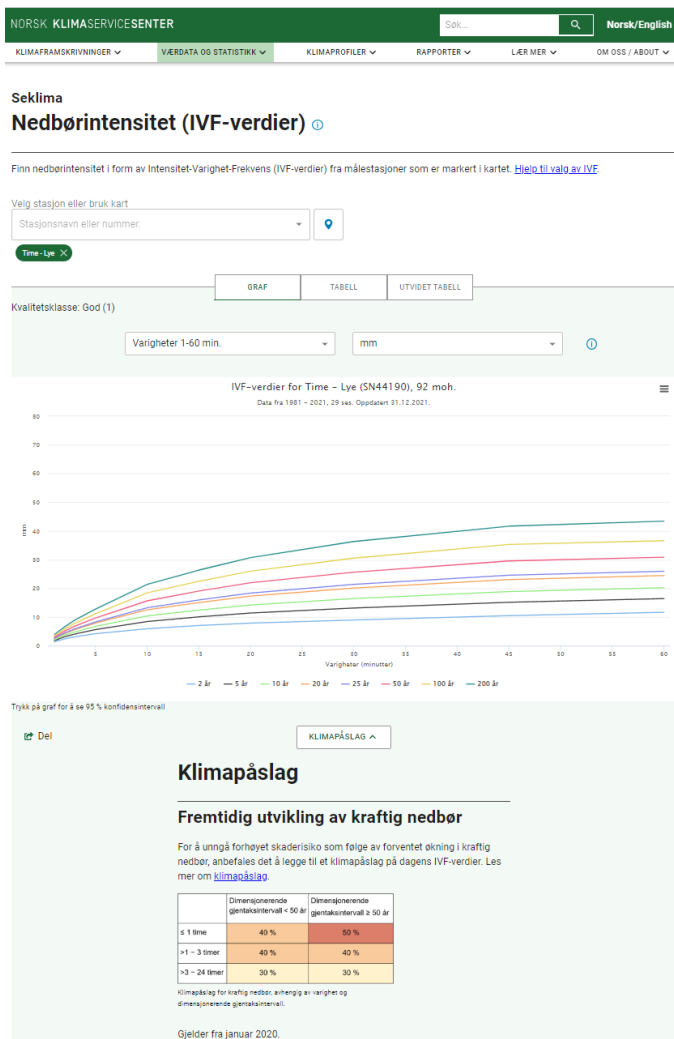 NORSK KLIMASERVICESENTER
Søk...
Norsk/English
KLIMAFRAMSKRIVNINGER
VÆRDATA OG STATISTIKK
KLIMAPROFILER
RAPPORTER
LÆR MER
OM OSS / ABOUT
Seklima
Nedbørintensitet (IVF-verdier)
Finn nedbørintensitet i form av Intensitet-Varighet-Frekvens (IVF-verdier) fra målestasjoner som er markert i kartet. Hjelp til valg av IVF.
Velg stasjon eller bruk kart
Stasjonsnavn eller nummer.
Time - Lye
GRAF
TABELL
UTVIDET TABELL
Kvalitetsklasse: God (1)
Varigheter 1-60 min.
mm
IVF-verdier for Time – Lye (SN44190), 92 moh.
Data fra 1981 – 2021, 29 ses. Oppdatert 31.12.2021.
80
70
60
50
40
30
20
10
0
mm
5 10 15 20 25 30 35 40 45 50 55 60
Varigheter (minutter)
2 år 5 år 10 år 20 år 25 år 50 år 100 år 200 år
Trykk på graf for å se 95 % konfidensintervall
Del
KLIMAPÅSLAG
Klimapåslag
Fremtidig utvikling av kraftig nedbør
For å unngå forhøyet skaderisiko som følge av forventet økning i kraftig
nedbør, anbefales det å legge til et klimapåslag på dagens IVF-verdier. Les
mer om klimapåslag.
Dimensjonerende gjentaksintervall < 50 år
Dimensjonerende gjentaksintervall ≥ 50 år
≤ 1 time 40 % 50 %
>1 – 3 timer 40 % 40 %
>3 – 24 timer 30 % 30 %
Klimapåslag for kraftig nedbør, avhengig av varighet og
dimensjonerende gjentaksintervall.
Gjelder fra januar 2020.